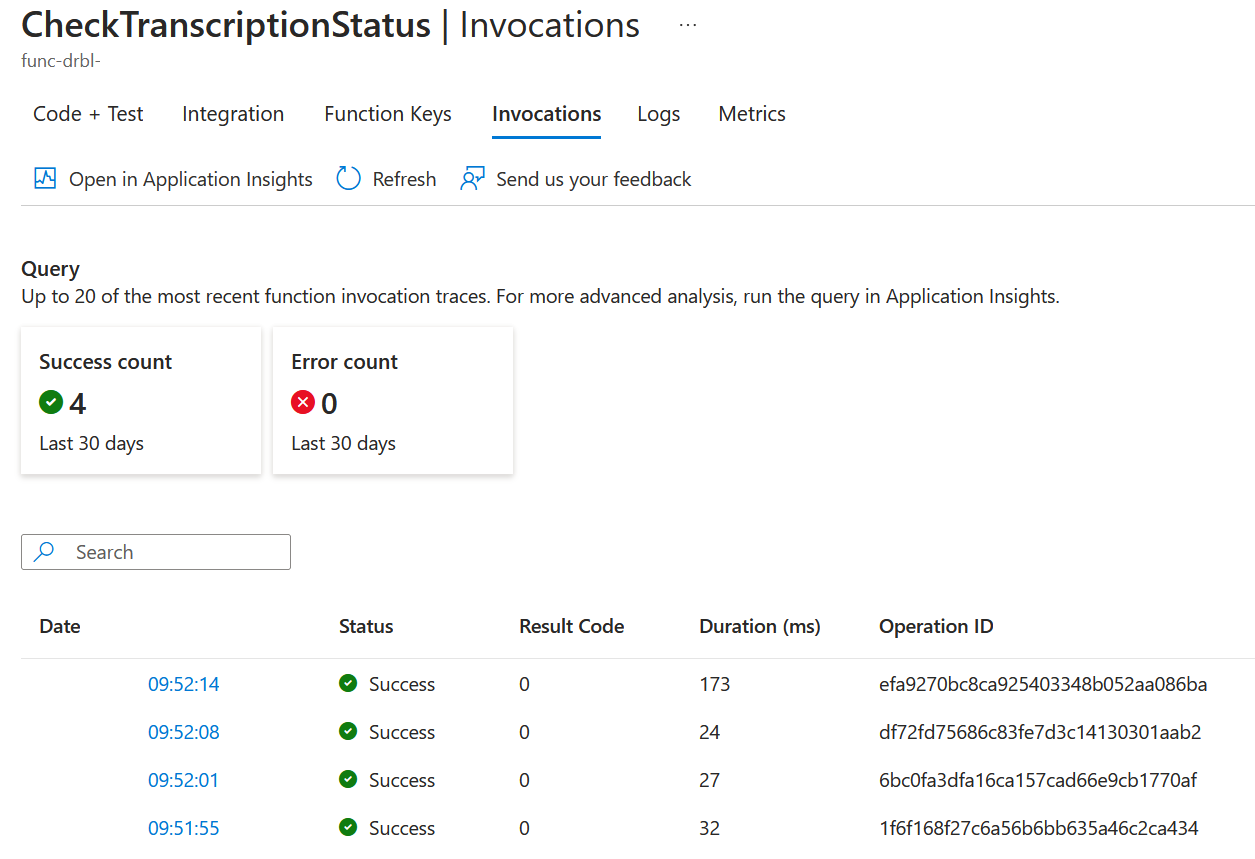 CheckTranscriptionStatus | Invocations ...
func-drbl-
Code + Test Integration Function Keys Invocations Logs Metrics
Open in Application Insights Refresh Send us your feedback
Query
Up to 20 of the most recent function invocation traces. For more advanced analysis, run the query in Application Insights.
Success count Error count
4 0
Last 30 days Last 30 days
Search
Date Status Result Code Duration (ms) Operation ID
09:52:14 Success 0 173 efa9270bc8ca925403348b052aa086ba
09:52:08 Success 0 24 df72fd75686c83fe7d3c14130301aab2
09:52:01 Success 0 27 6bc0fa3dfa16ca157cad66e9cb1770af
09:51:55 Success 0 32 1f6f168f27c6a56b6bb635a46c2ca434